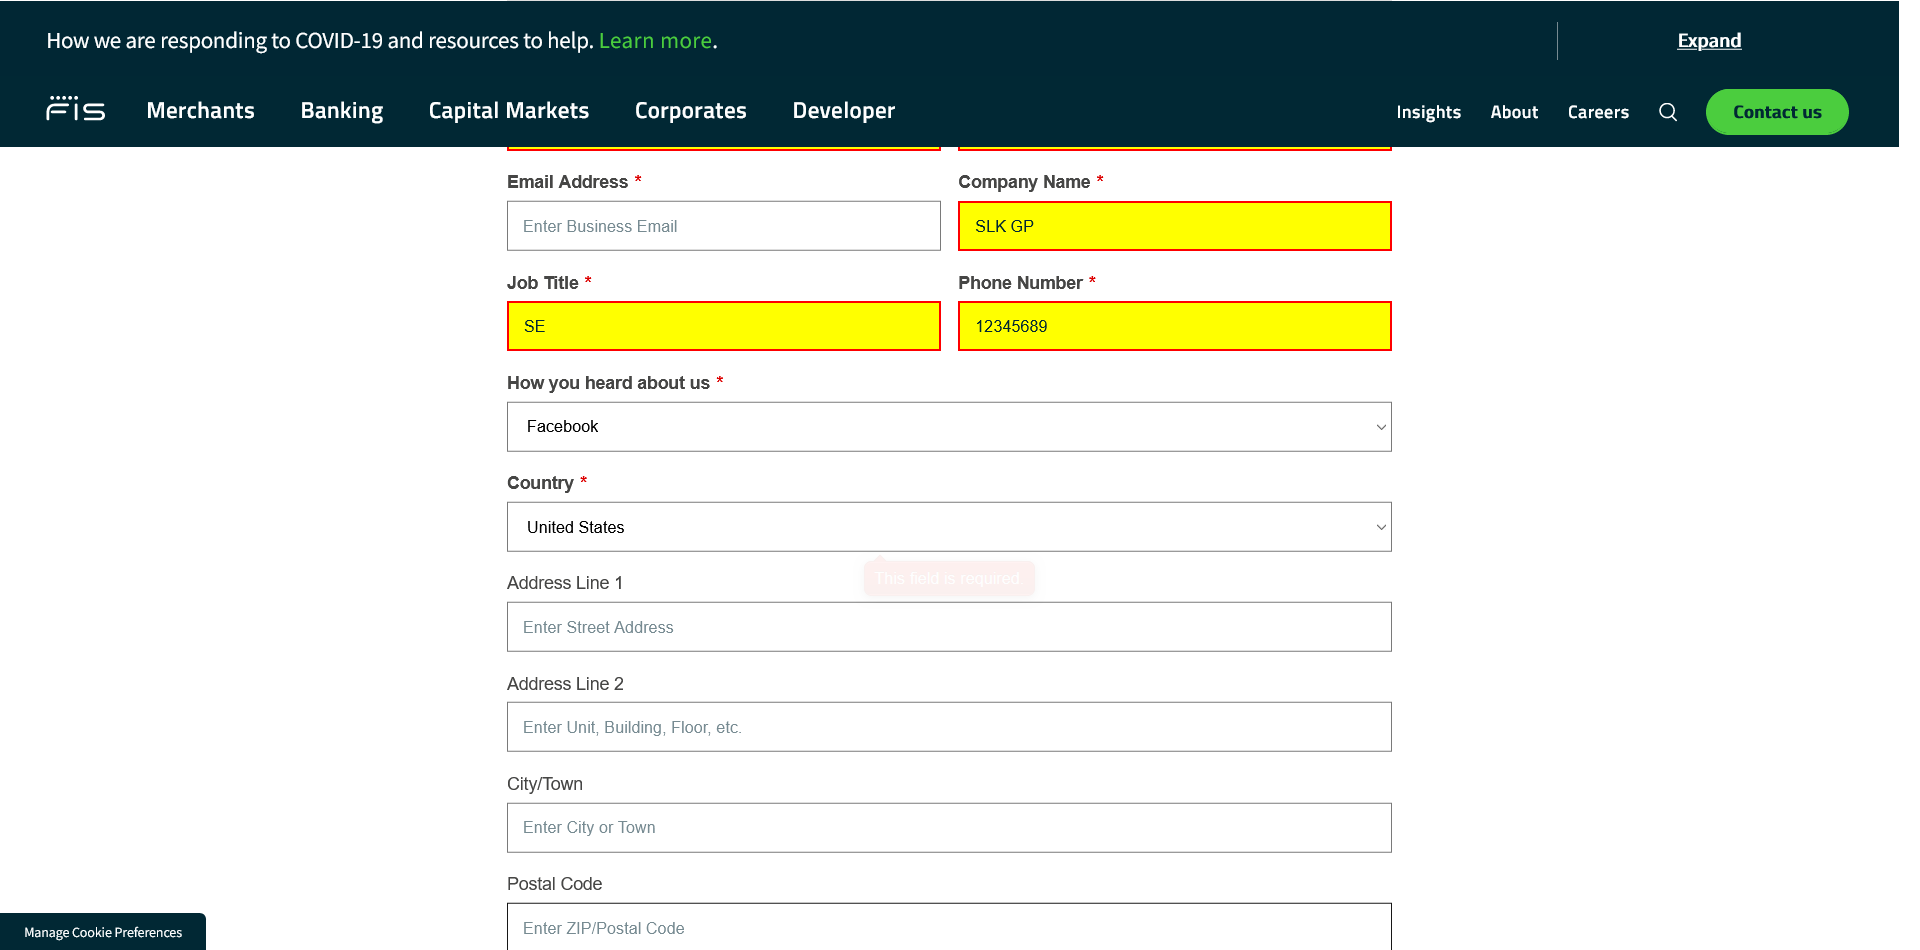 How we are responding to COVID-19 and resources to help. Learn more.
Expand
FIS
Merchants
Banking
Capital Markets
Corporates
Developer
Insights
About
Careers
Contact us
Email Address *
Company Name *
Enter Business Email
SLK GP
Job Title *
Phone Number *
SE
12345689
How you heard about us *
Facebook
Country *
United States
This field is required.
Address Line 1
Enter Street Address
Address Line 2
Enter Unit, Building, Floor, etc.
City/Town
Enter City or Town
Postal Code
Enter ZIP/Postal Code
Manage Cookie Preferences